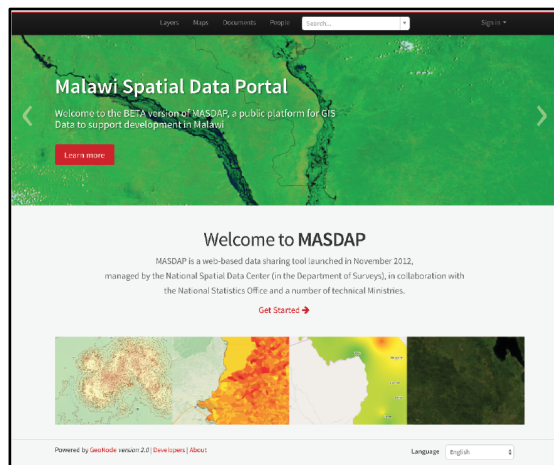 Layers Maps Documents People Search... Sign in
Malawi Spatial Data Portal
Welcome to the BETA version of MASDAP, a public platform for GIS
Data to support development in Malawi
Learn more
Welcome to MASDAP
MASDAP is a web-based data sharing tool launched in November 2012,
managed by the National Spatial Data Center (in the Department of Surveys), in collaboration with
the National Statistics Office and a number of technical Ministries.
Get Started
Powered by GeoNode version 2.0 | Developers | About Language English